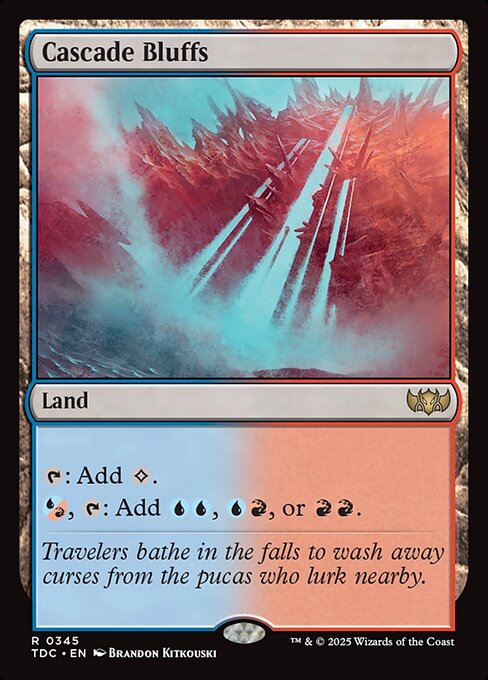 Cascade Bluffs
Land
: Add .
, : Add , , or .
Travelers bathe in the falls to wash away
curses from the pucas who lurk nearby.
R 0345
™ & © 2025 Wizards of the Coast
TDC • EN Brandon Kitkouski